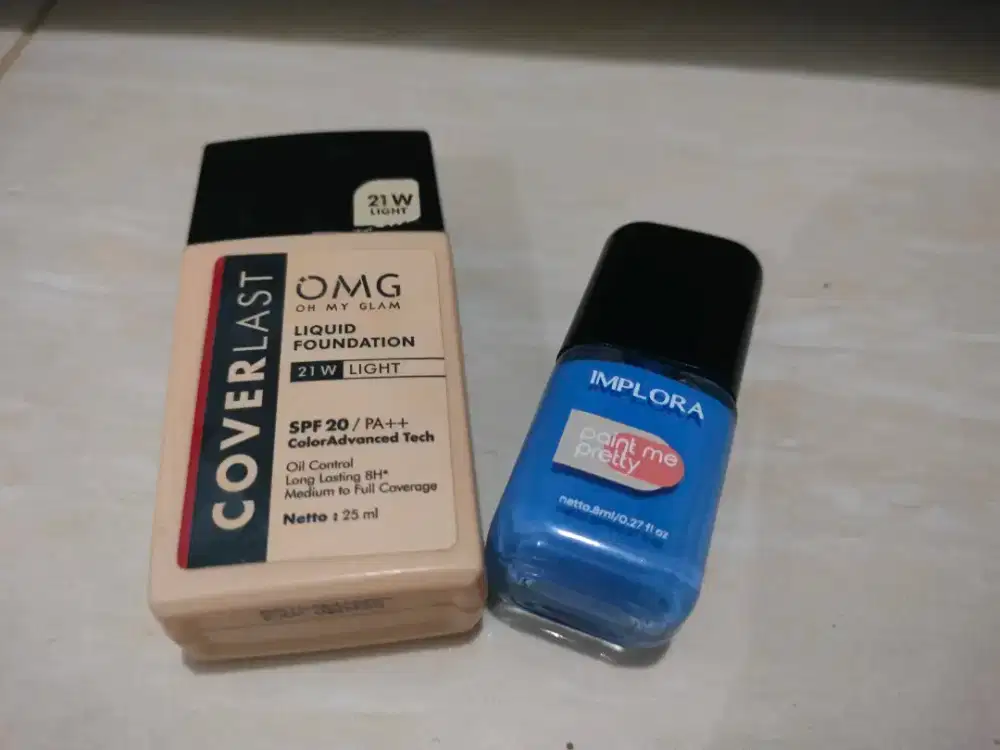 21 W
LIGHT
COVERLAST
OMG
OH MY GLAM
LIQUID
FOUNDATION
21 W LIGHT
SPF 20 / PA++
ColorAdvanced Tech
Oil Control
Long Lasting 8H*
Medium to Full Coverage
Netto : 25 ml
IMPLORA
paint me
pretty
netto.8ml/0.27 fl oz